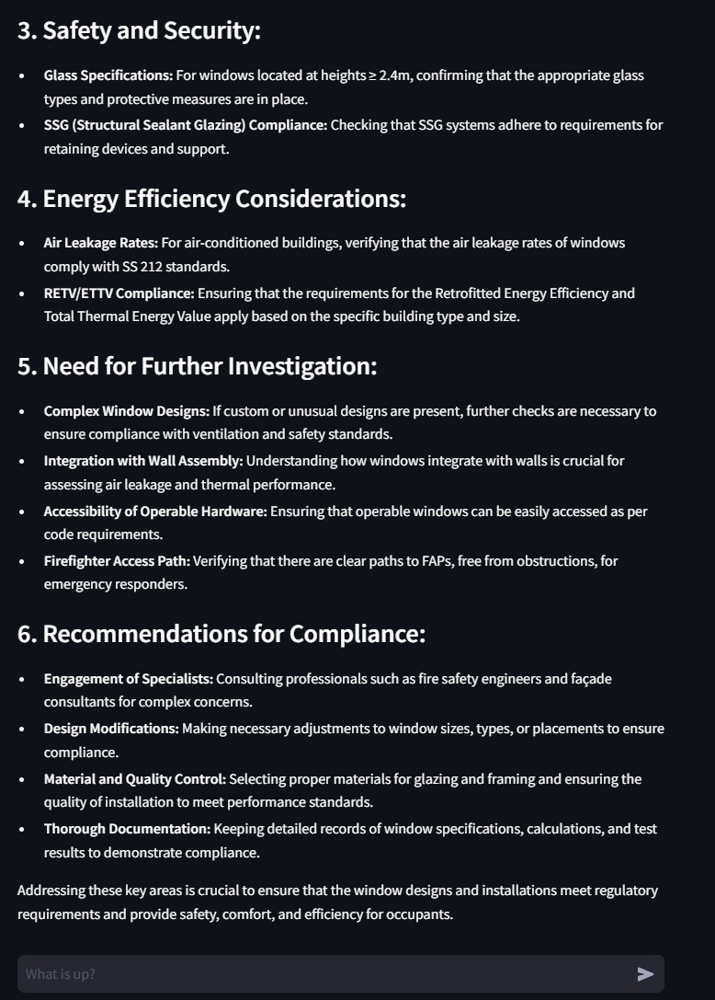 3. Safety and Security:
• Glass Specifications: For windows located at heights ≥ 2.4m, confirming that the appropriate glass
types and protective measures are in place.
• SSG (Structural Sealant Glazing) Compliance: Checking that SSG systems adhere to requirements for
retaining devices and support.
4. Energy Efficiency Considerations:
• Air Leakage Rates: For air-conditioned buildings, verifying that the air leakage rates of windows
comply with SS 212 standards.
• RETV/ETTV Compliance: Ensuring that the requirements for the Retrofitted Energy Efficiency and
Total Thermal Energy Value apply based on the specific building type and size.
5. Need for Further Investigation:
• Complex Window Designs: If custom or unusual designs are present, further checks are necessary to
ensure compliance with ventilation and safety standards.
• Integration with Wall Assembly: Understanding how windows integrate with walls is crucial for
assessing air leakage and thermal performance.
• Accessibility of Operable Hardware: Ensuring that operable windows can be easily accessed as per
code requirements.
• Firefighter Access Path: Verifying that there are clear paths to FAPs, free from obstructions, for
emergency responders.
6. Recommendations for Compliance:
• Engagement of Specialists: Consulting professionals such as fire safety engineers and façade
consultants for complex concerns.
• Design Modifications: Making necessary adjustments to window sizes, types, or placements to ensure
compliance.
• Material and Quality Control: Selecting proper materials for glazing and framing and ensuring the
quality of installation to meet performance standards.
• Thorough Documentation: Keeping detailed records of window specifications, calculations, and test
results to demonstrate compliance.
Addressing these key areas is crucial to ensure that the window designs and installations meet regulatory
requirements and provide safety, comfort, and efficiency for occupants.
What is up?